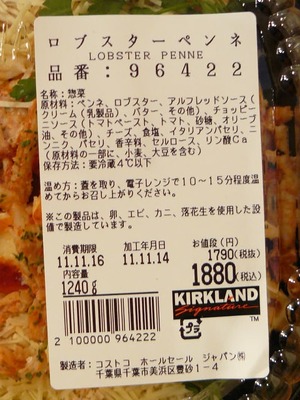 ロブスターペンネ
LOBSTER PENNE
品番：96422
名称：惣菜
原材料：ペンネ、ロブスター、アルフレッドソース（
クリーム（乳製品）、バター、その他）、チョッピー
ニソース（トマトペースト、トマト、砂糖、オリーブ
油、その他）、チーズ、食塩、イタリアンパセリ、ニ
ンニク、パセリ、香辛料、セルロース、リン酸Ca
（原材料の一部に、小麦、大豆を含む）
保存方法：要冷蔵4℃以下
温め方：蓋を取り、電子レンジで10～15分程度温
めてからお召し上がりください。
※この製品は、卵、エビ、カニ、落花生を使用した設
備で製造しています。
消費期限 加工年月日 お値段（円）
11.11.16 11.11.14 1790(税抜)
内容量 1880(税込)
1240g
KIRKLAND
Signature
TM
プラ
2 100000 964222
製造者：コストコ ホールセール ジャパン㈱
千葉県千葉市美浜区豊砂1-4